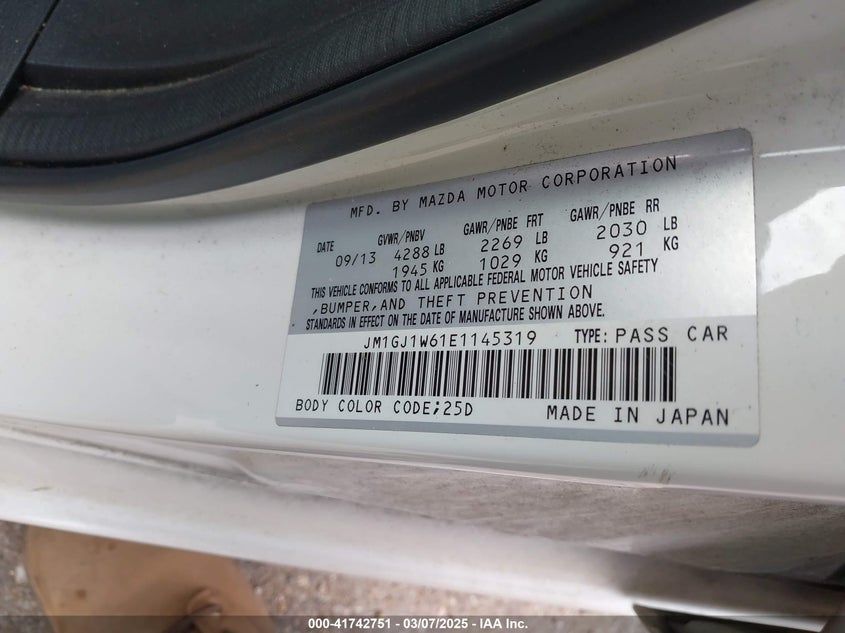 MFD. BY MAZDA MOTOR CORPORATION
DATE GVWR/PNBV GAWR/PNBE FRT GAWR/PNBE RR
09/13 4288 LB 2269 LB 2030 LB
1945 KG 1029 KG 921 KG
THIS VEHICLE CONFORMS TO ALL APPLICABLE FEDERAL MOTOR VEHICLE SAFETY
,BUMPER,AND THEFT PREVENTION
STANDARDS IN EFFECT ON THE DATE OF MANUFACTURE SHOWN ABOVE.
JM1GJ1W61E1145319 TYPE: PASS CAR
BODY COLOR CODE;25D MADE IN JAPAN
000-41742751 - 03/07/2025 - IAA Inc.